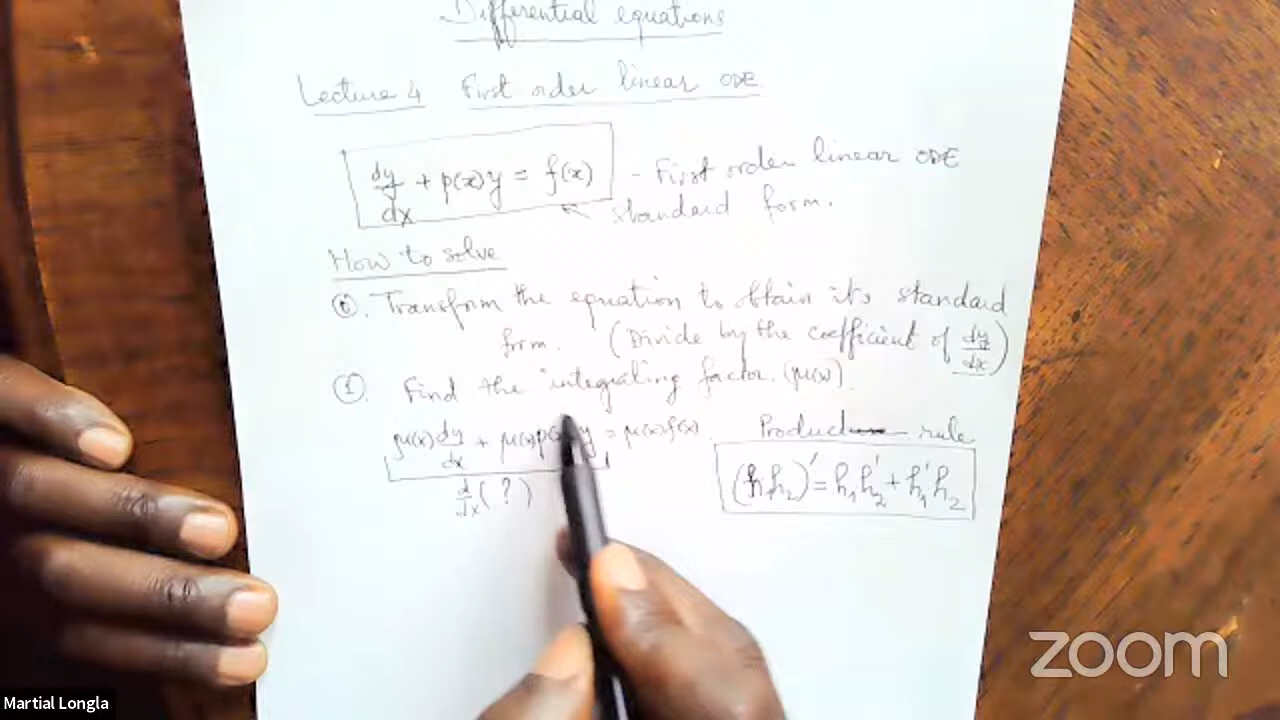 Differential equations
Lecture 4 First order linear ODE
dy/dx + p(x)y = f(x) - First order linear ODE
standard form.
How to solve
⓪. Transform the equation to obtain its standard
form. (Divide by the coefficient of dy/dx)
①. Find the integrating factor. (μ(x)).
μ(x)dy/dx + μ(x)p(x)y = μ(x)f(x) Product rule
d/dx(?) (h₁h₂)' = h₁h₂' + h₁'h₂
zoom
Martial Longla